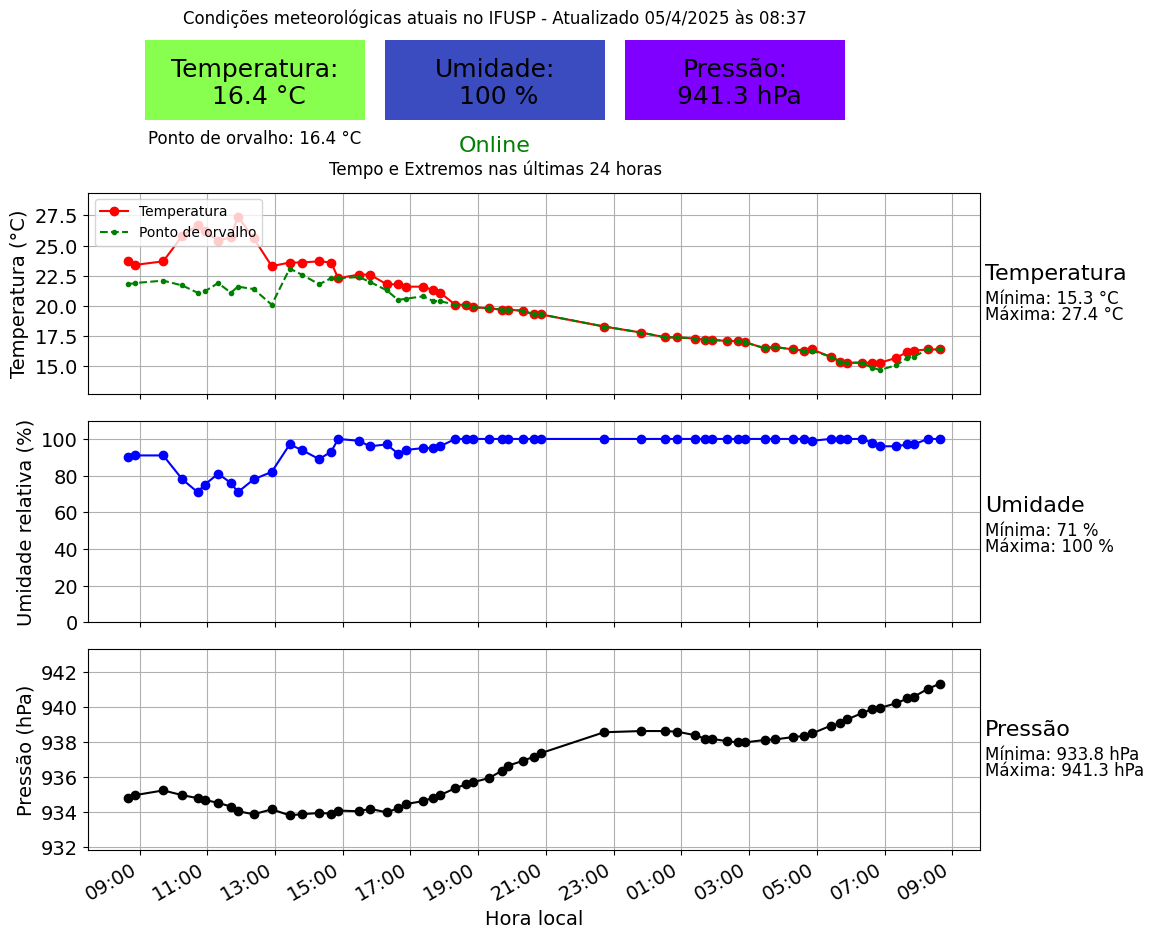 Condições meteorológicas atuais no IFUSP - Atualizado 05/4/2025 às 08:37
Temperatura:
16.4 °C
Umidade:
100 %
Pressão:
941.3 hPa
Ponto de orvalho: 16.4 °C
Online
Tempo e Extremos nas últimas 24 horas
Temperatura (°C)
27.5
25.0
22.5
20.0
17.5
15.0
Temperatura
Ponto de orvalho
Temperatura
Mínima: 15.3 °C
Máxima: 27.4 °C
Umidade relativa (%)
100
80
60
40
20
0
Umidade
Mínima: 71 %
Máxima: 100 %
Pressão (hPa)
942
940
938
936
934
932
Pressão
Mínima: 933.8 hPa
Máxima: 941.3 hPa
09:00 11:00 13:00 15:00 17:00 19:00 21:00 23:00 01:00 03:00 05:00 07:00 09:00
Hora local